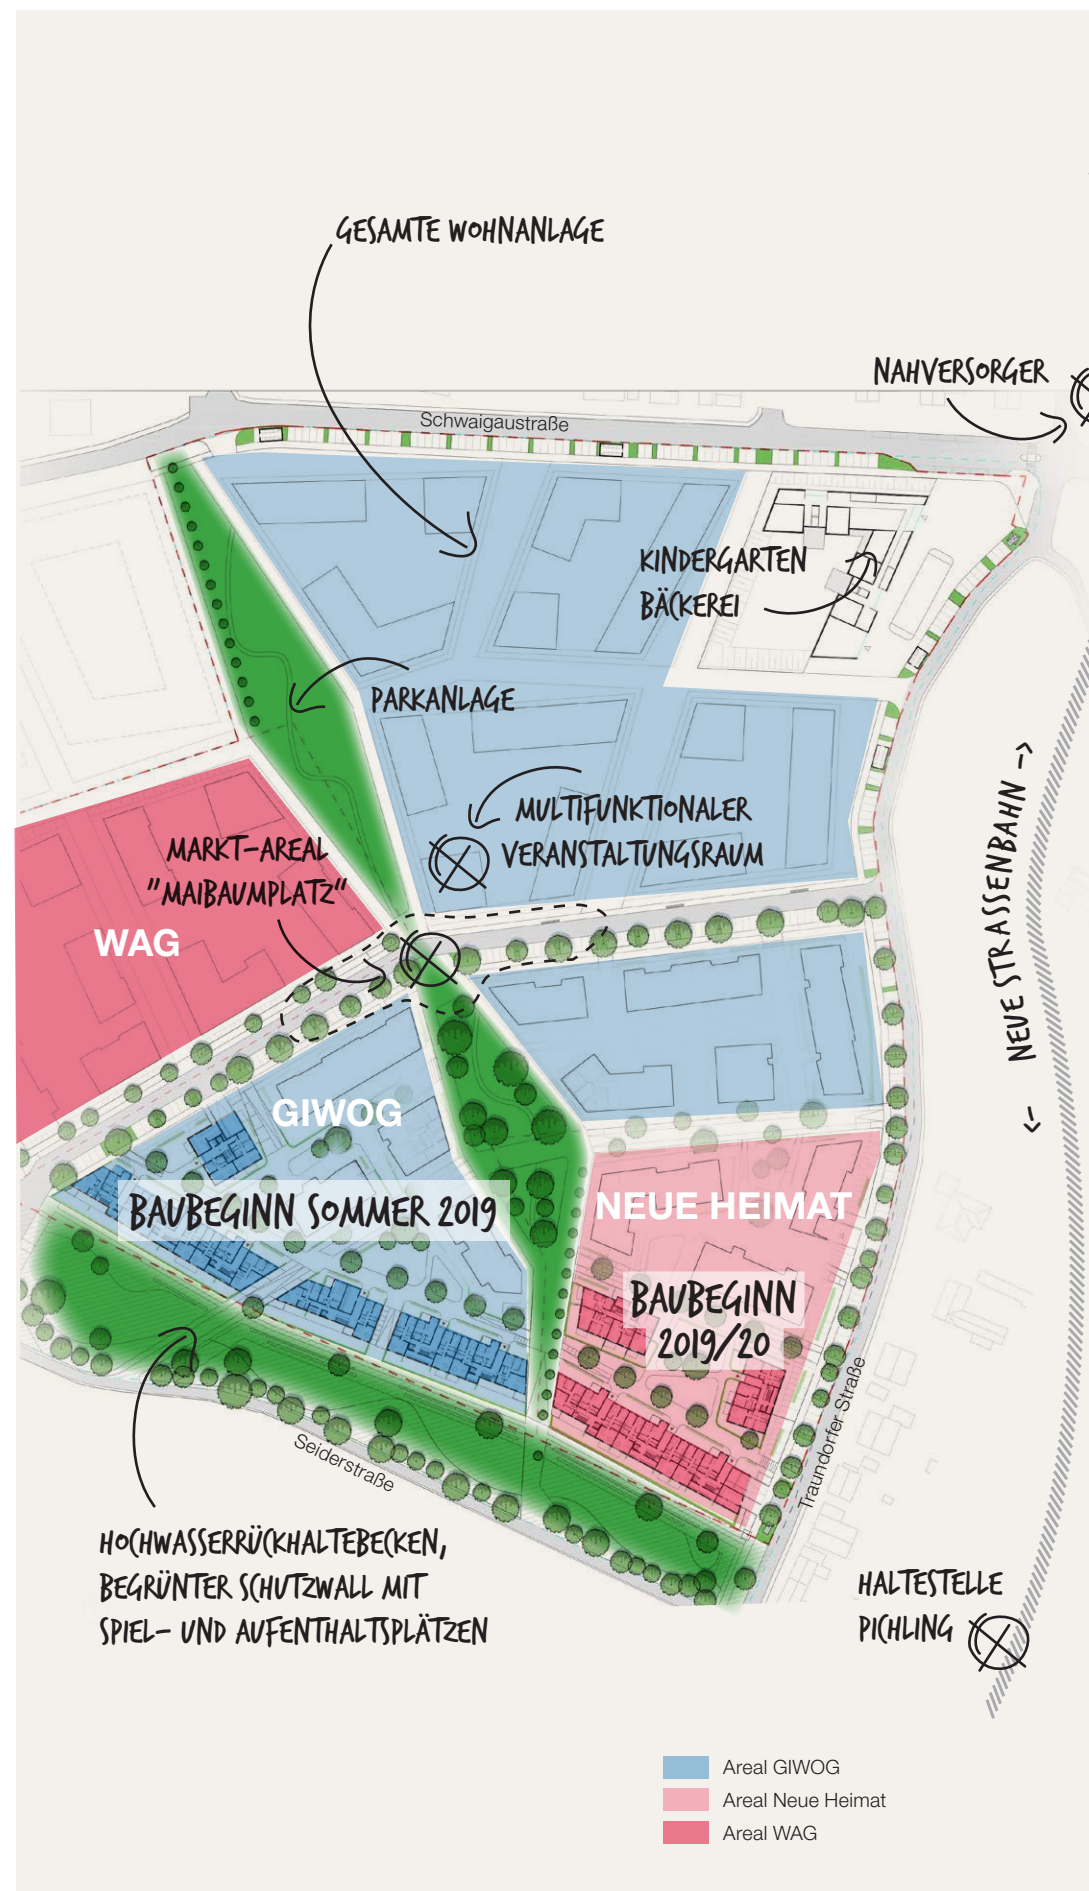 GESAMTE WOHNANLAGE
NAHVERSORGER
Schwaigaustraße
KINDERGARTEN
BÄCKEREI
PARKANLAGE
MULTIFUNKTIONALER
VERANSTALTUNGSRAUM
MARKT-AREAL
"MAIBAUMPLATZ"
WAG
NEUE STRASSENBAHN
GIWOG
BAUBEGINN SOMMER 2019
NEUE HEIMAT
BAUBEGINN
2019/20
Traundorfer Straße
Seiderstraße
HOCHWASSERRÜCKHALTEBECKEN,
BEGRÜNTER SCHUTZWALL MIT
SPIEL- UND AUFENTHALTSPLÄTZEN
HALTESTELLE
PICHLING
Areal GIWOG
Areal Neue Heimat
Areal WAG